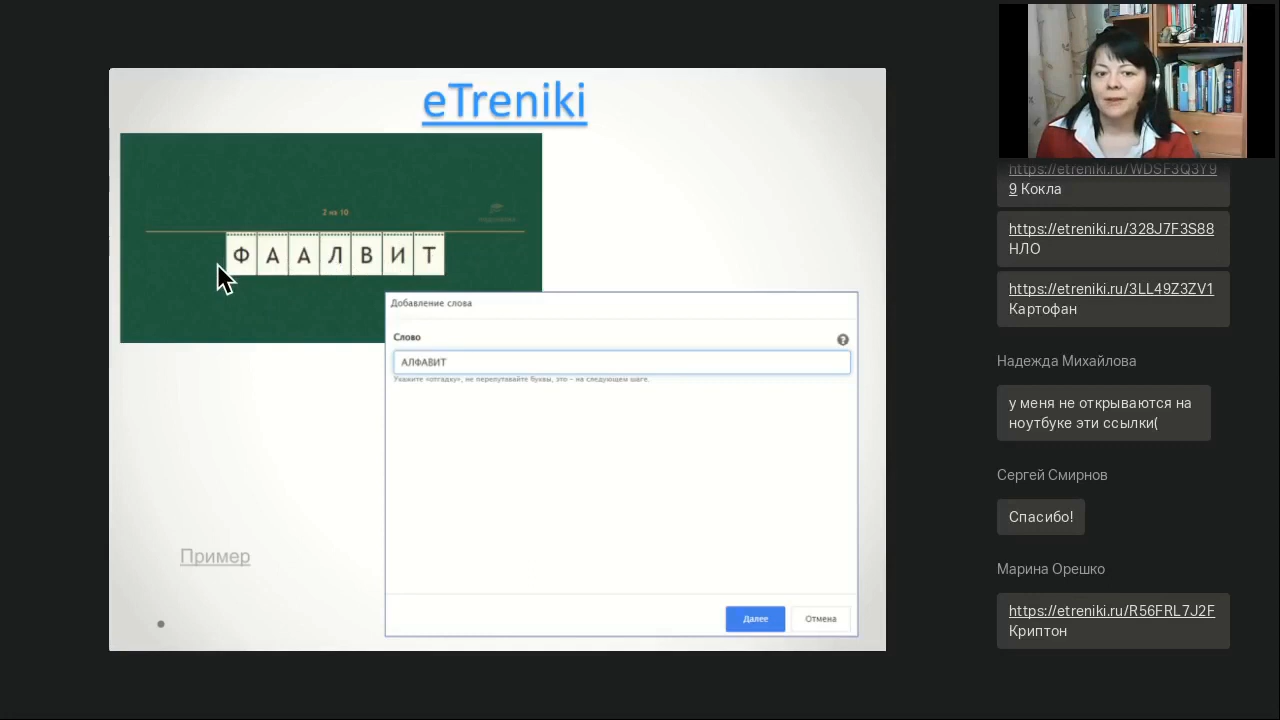 eTreniki
2 из 10
Ф А А Л В И Т
Добавление слова
Слово
?
АЛФАВИТ
Укажите «отгадку», не перепутавайте буквы, это – на следующем шаге.
Далее
Отмена
Пример
https://etreniki.ru/WDSF3Q3Y9
9 Кокла
https://etreniki.ru/328J7F3S88
НЛО
https://etreniki.ru/3LL49Z3ZV1
Картофан
Надежда Михайлова
у меня не открываются на
ноутбуке эти ссылки(
Сергей Смирнов
Спасибо!
Марина Орешко
https://etreniki.ru/R56FRL7J2F
Криптон